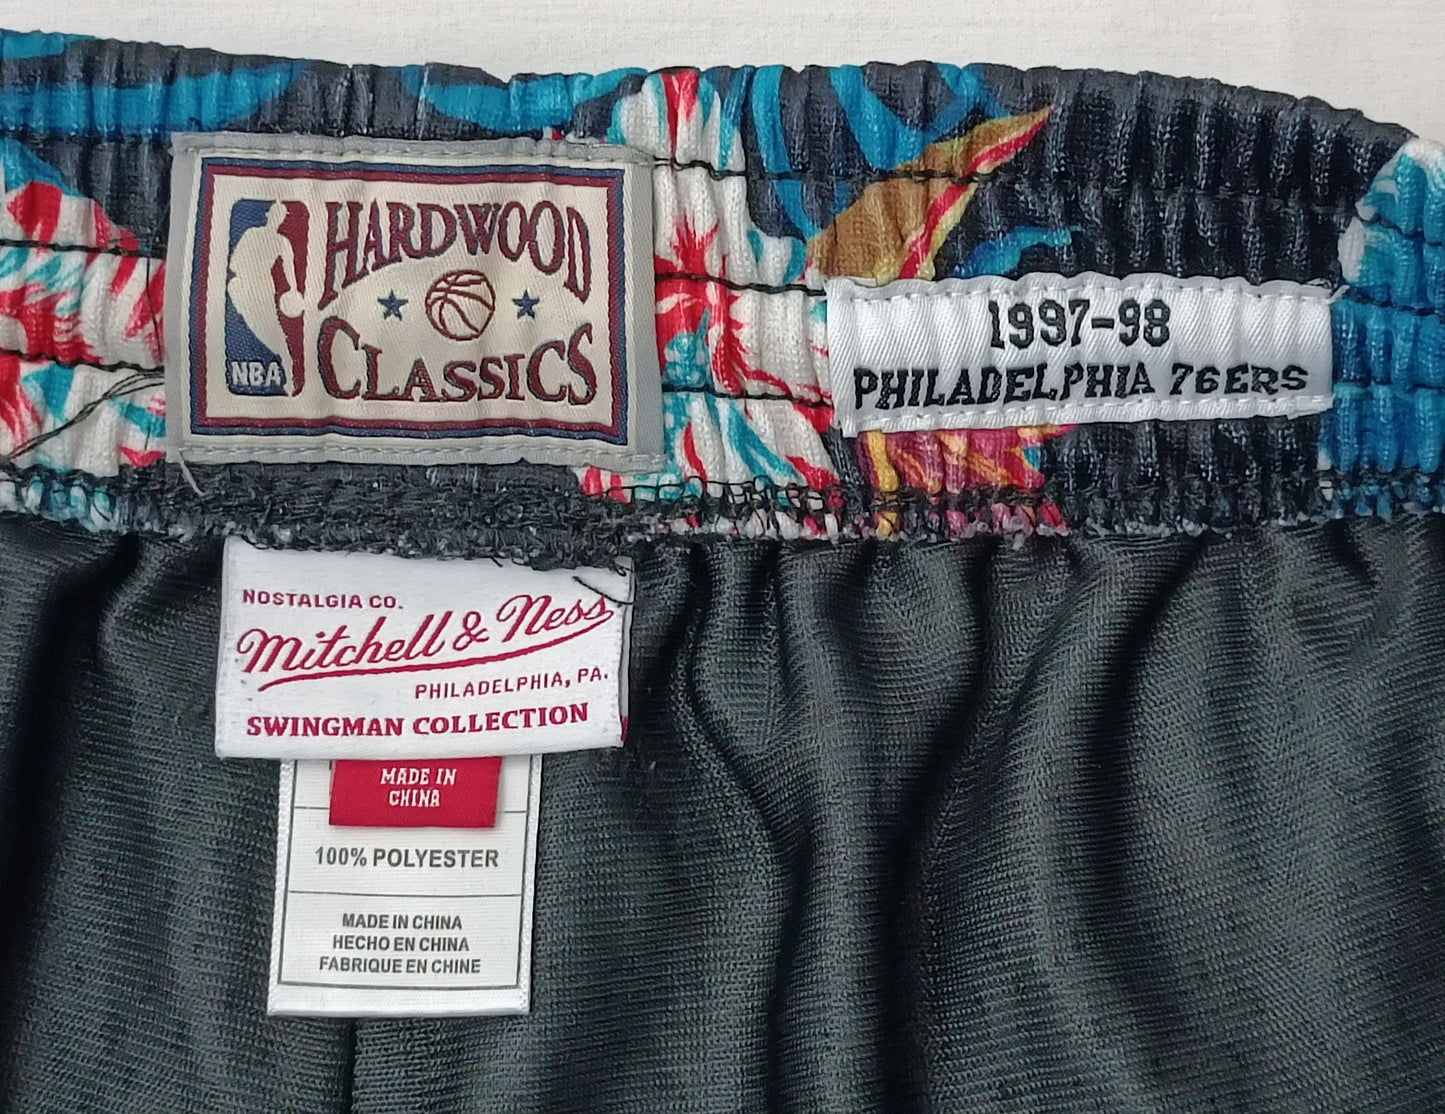 HARDWOOD
CLASSICS
NBA
1997-98
PHILADELPHIA 76ERS
NOSTALGIA CO.
Mitchell & Ness
PHILADELPHIA, PA.
SWINGMAN COLLECTION
MADE IN
CHINA
100% POLYESTER
MADE IN CHINA
HECHO EN CHINA
FABRIQUE EN CHINE